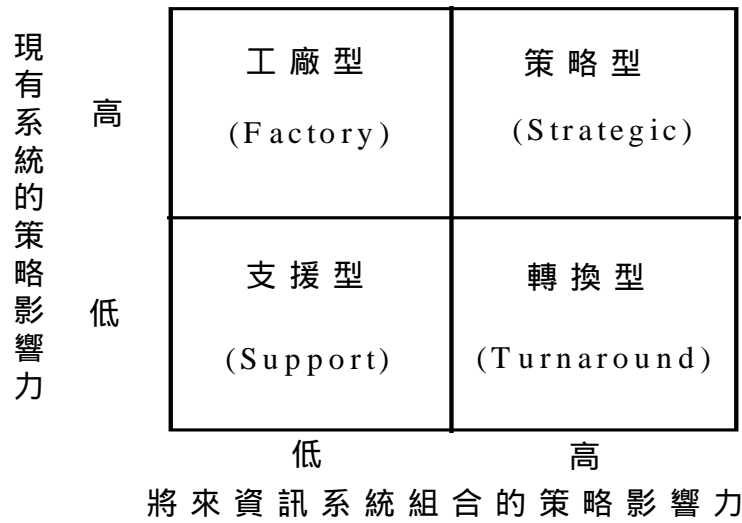 現有系統的策略影響力
高
工廠型
策略型
(Factory)
(Strategic)
低
支援型
轉換型
(Support)
(Turnaround)
低
高
將來資訊系統組合的策略影響力